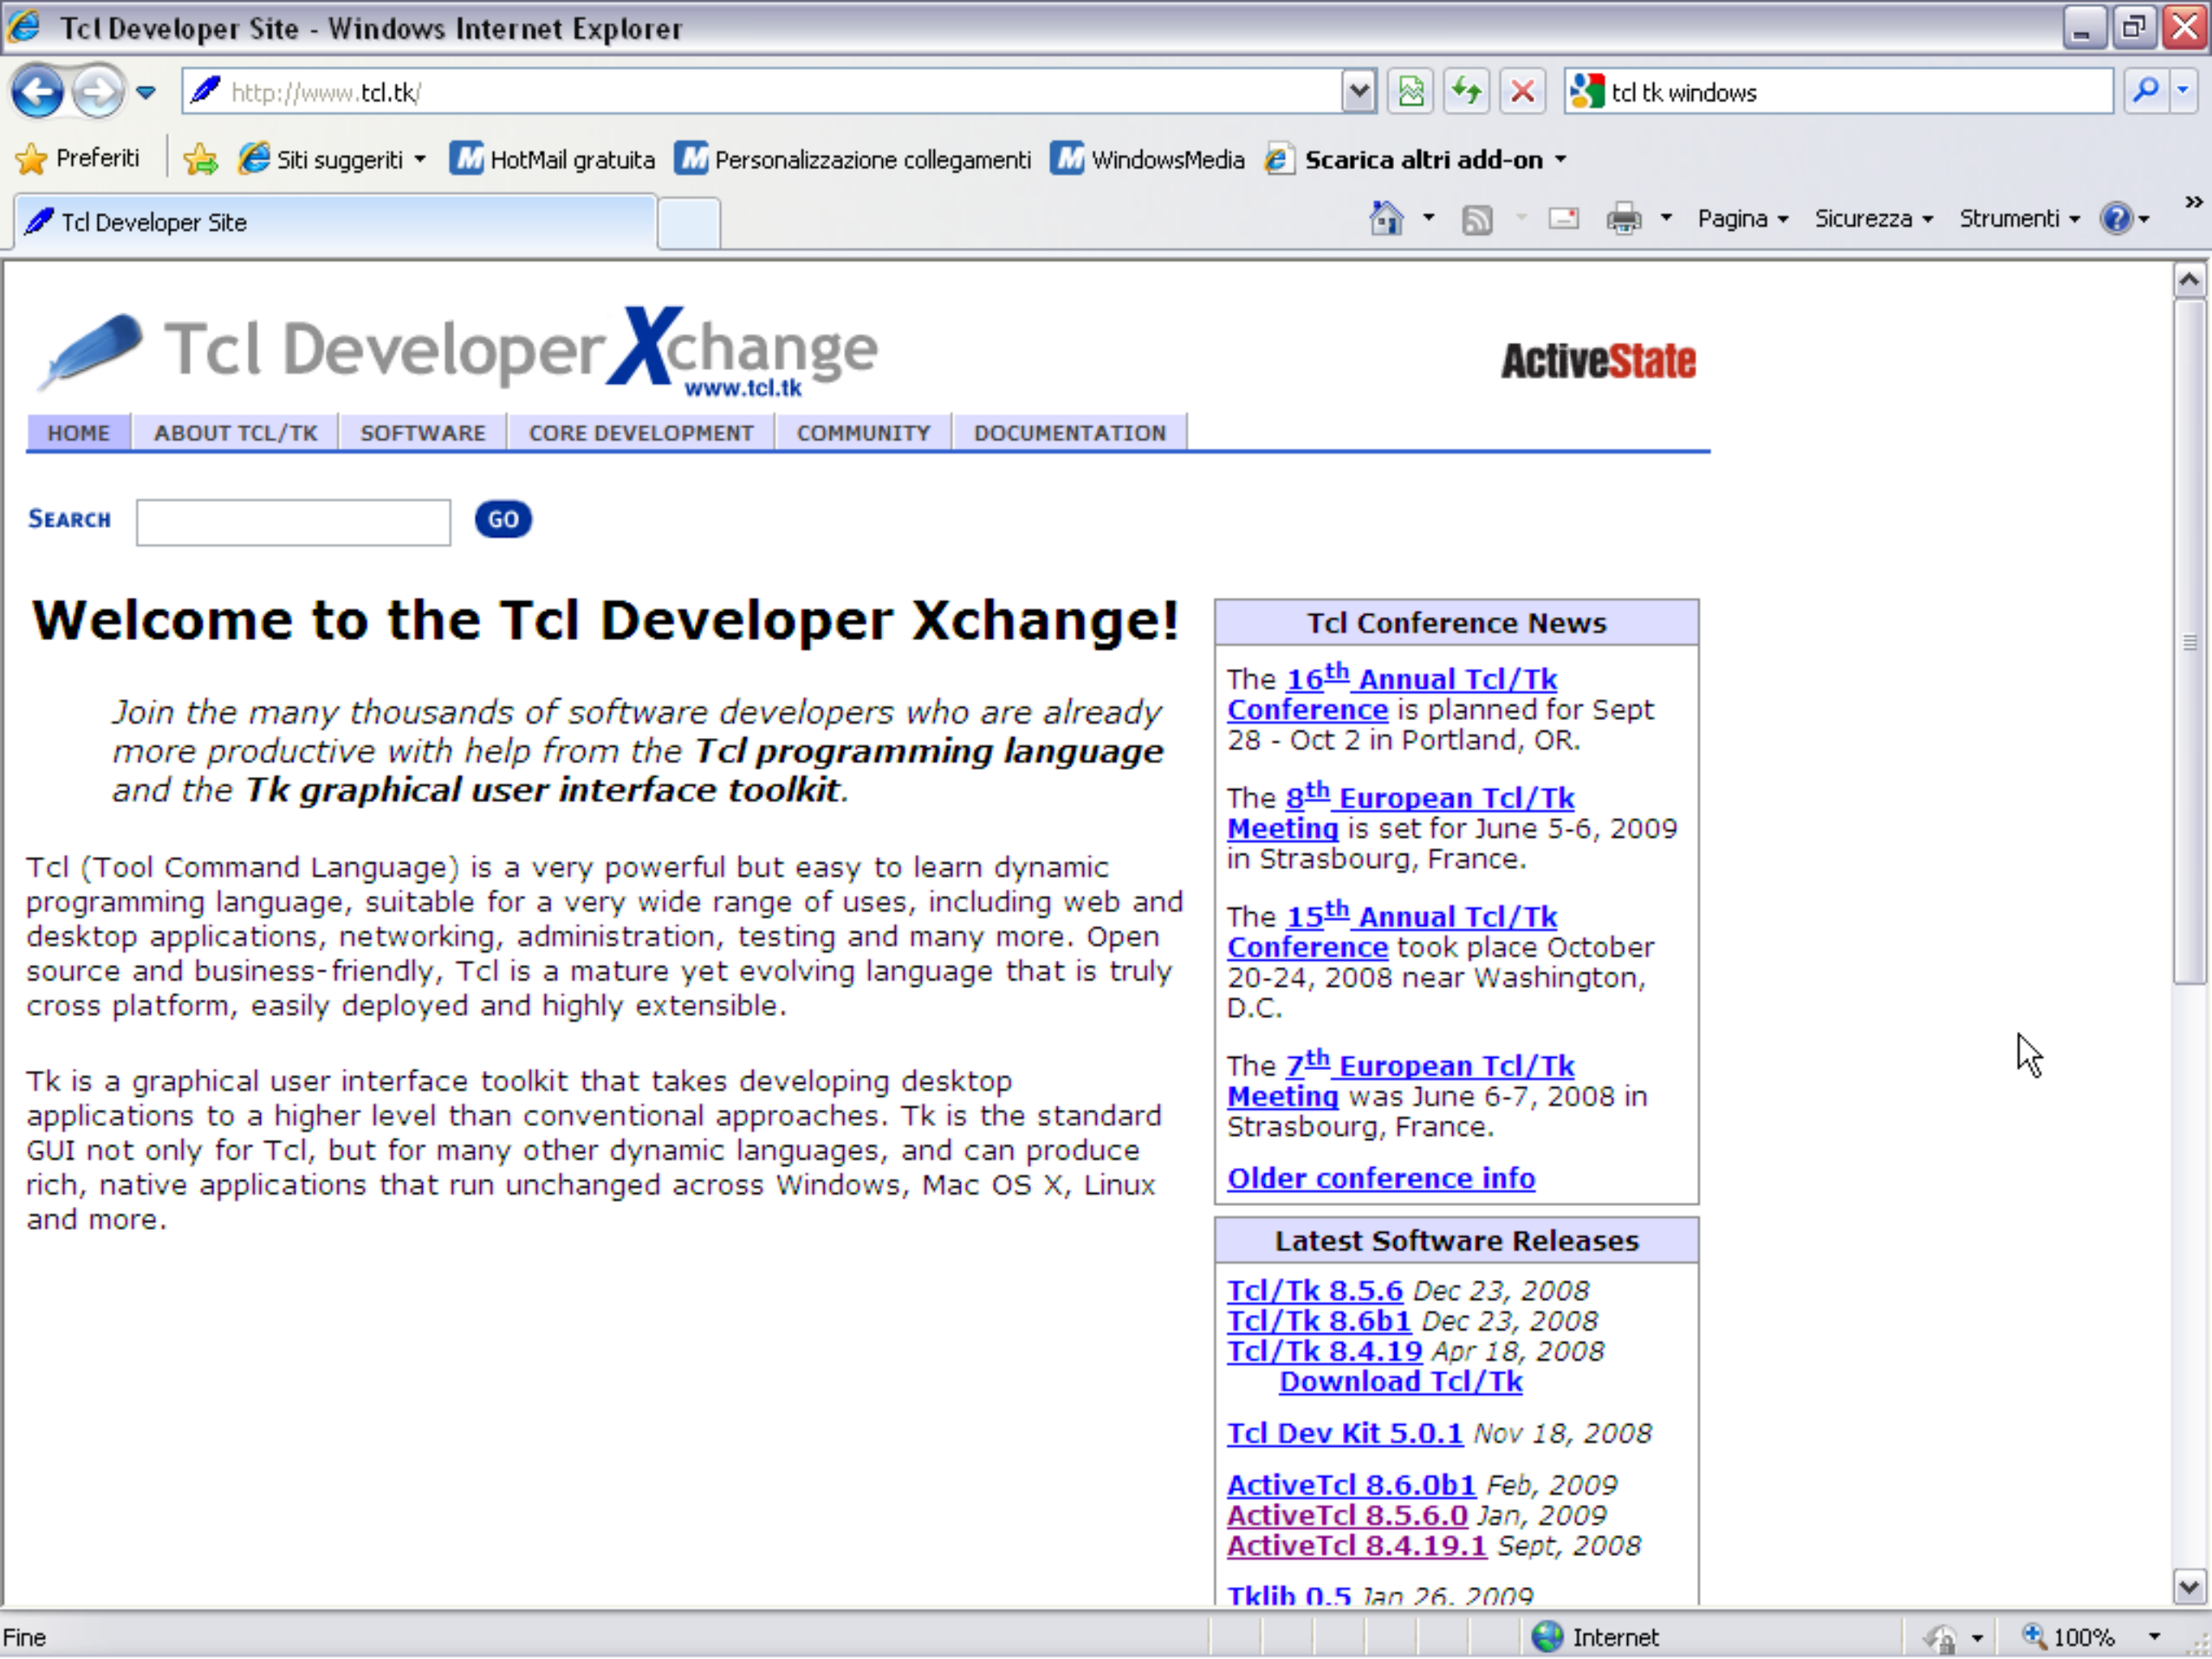 Tcl Developer Site - Windows Internet Explorer
http://www.tcl.tk/
tcl tk windows
Preferiti
Siti suggeriti
HotMail gratuita
Personalizzazione collegamenti
WindowsMedia
Scarica altri add-on
Tcl Developer Site
Pagina
Sicurezza
Strumenti
Tcl Developer Xchange
www.tcl.tk
ActiveState
HOME
ABOUT TCL/TK
SOFTWARE
CORE DEVELOPMENT
COMMUNITY
DOCUMENTATION
SEARCH
GO
Welcome to the Tcl Developer Xchange!
Join the many thousands of software developers who are already
more productive with help from the Tcl programming language
and the Tk graphical user interface toolkit.
Tcl (Tool Command Language) is a very powerful but easy to learn dynamic
programming language, suitable for a very wide range of uses, including web and
desktop applications, networking, administration, testing and many more. Open
source and business-friendly, Tcl is a mature yet evolving language that is truly
cross platform, easily deployed and highly extensible.
Tk is a graphical user interface toolkit that takes developing desktop
applications to a higher level than conventional approaches. Tk is the standard
GUI not only for Tcl, but for many other dynamic languages, and can produce
rich, native applications that run unchanged across Windows, Mac OS X, Linux
and more.
Tcl Conference News
The 16th Annual Tcl/Tk
Conference is planned for Sept
28 - Oct 2 in Portland, OR.
The 8th European Tcl/Tk
Meeting is set for June 5-6, 2009
in Strasbourg, France.
The 15th Annual Tcl/Tk
Conference took place October
20-24, 2008 near Washington,
D.C.
The 7th European Tcl/Tk
Meeting was June 6-7, 2008 in
Strasbourg, France.
Older conference info
Latest Software Releases
Tcl/Tk 8.5.6 Dec 23, 2008
Tcl/Tk 8.6b1 Dec 23, 2008
Tcl/Tk 8.4.19 Apr 18, 2008
Download Tcl/Tk
Tcl Dev Kit 5.0.1 Nov 18, 2008
ActiveTcl 8.6.0b1 Feb, 2009
ActiveTcl 8.5.6.0 Jan, 2009
ActiveTcl 8.4.19.1 Sept, 2008
Tklib 0.5 Jan 26, 2009
Fine
Internet
100%